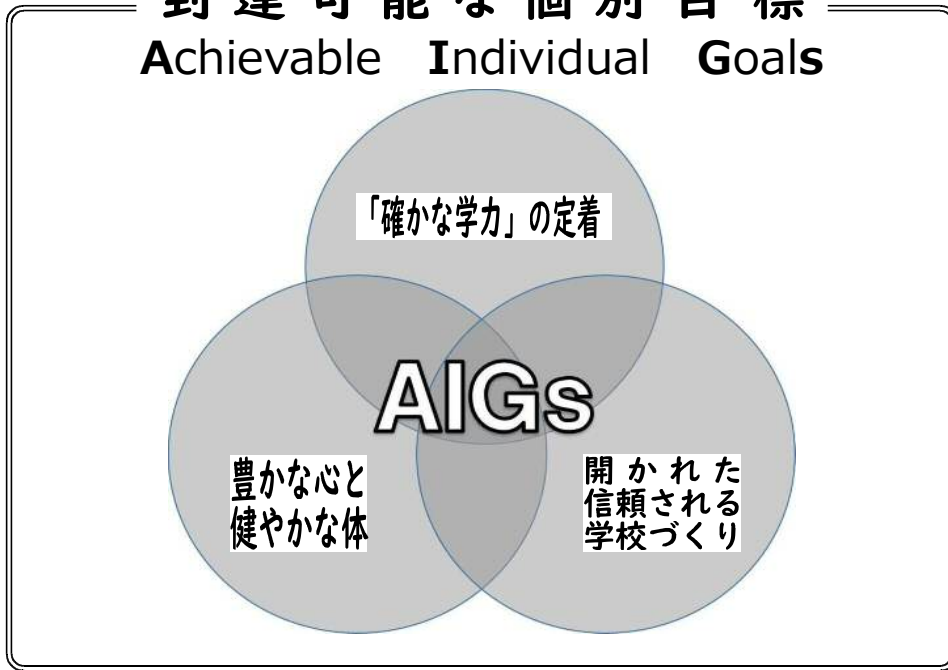 到達可能な個別目標
Achievable Individual Goals
「確かな学力」の定着
AIGs
豊かな心と
健やかな体
開かれた
信頼される
学校づくり